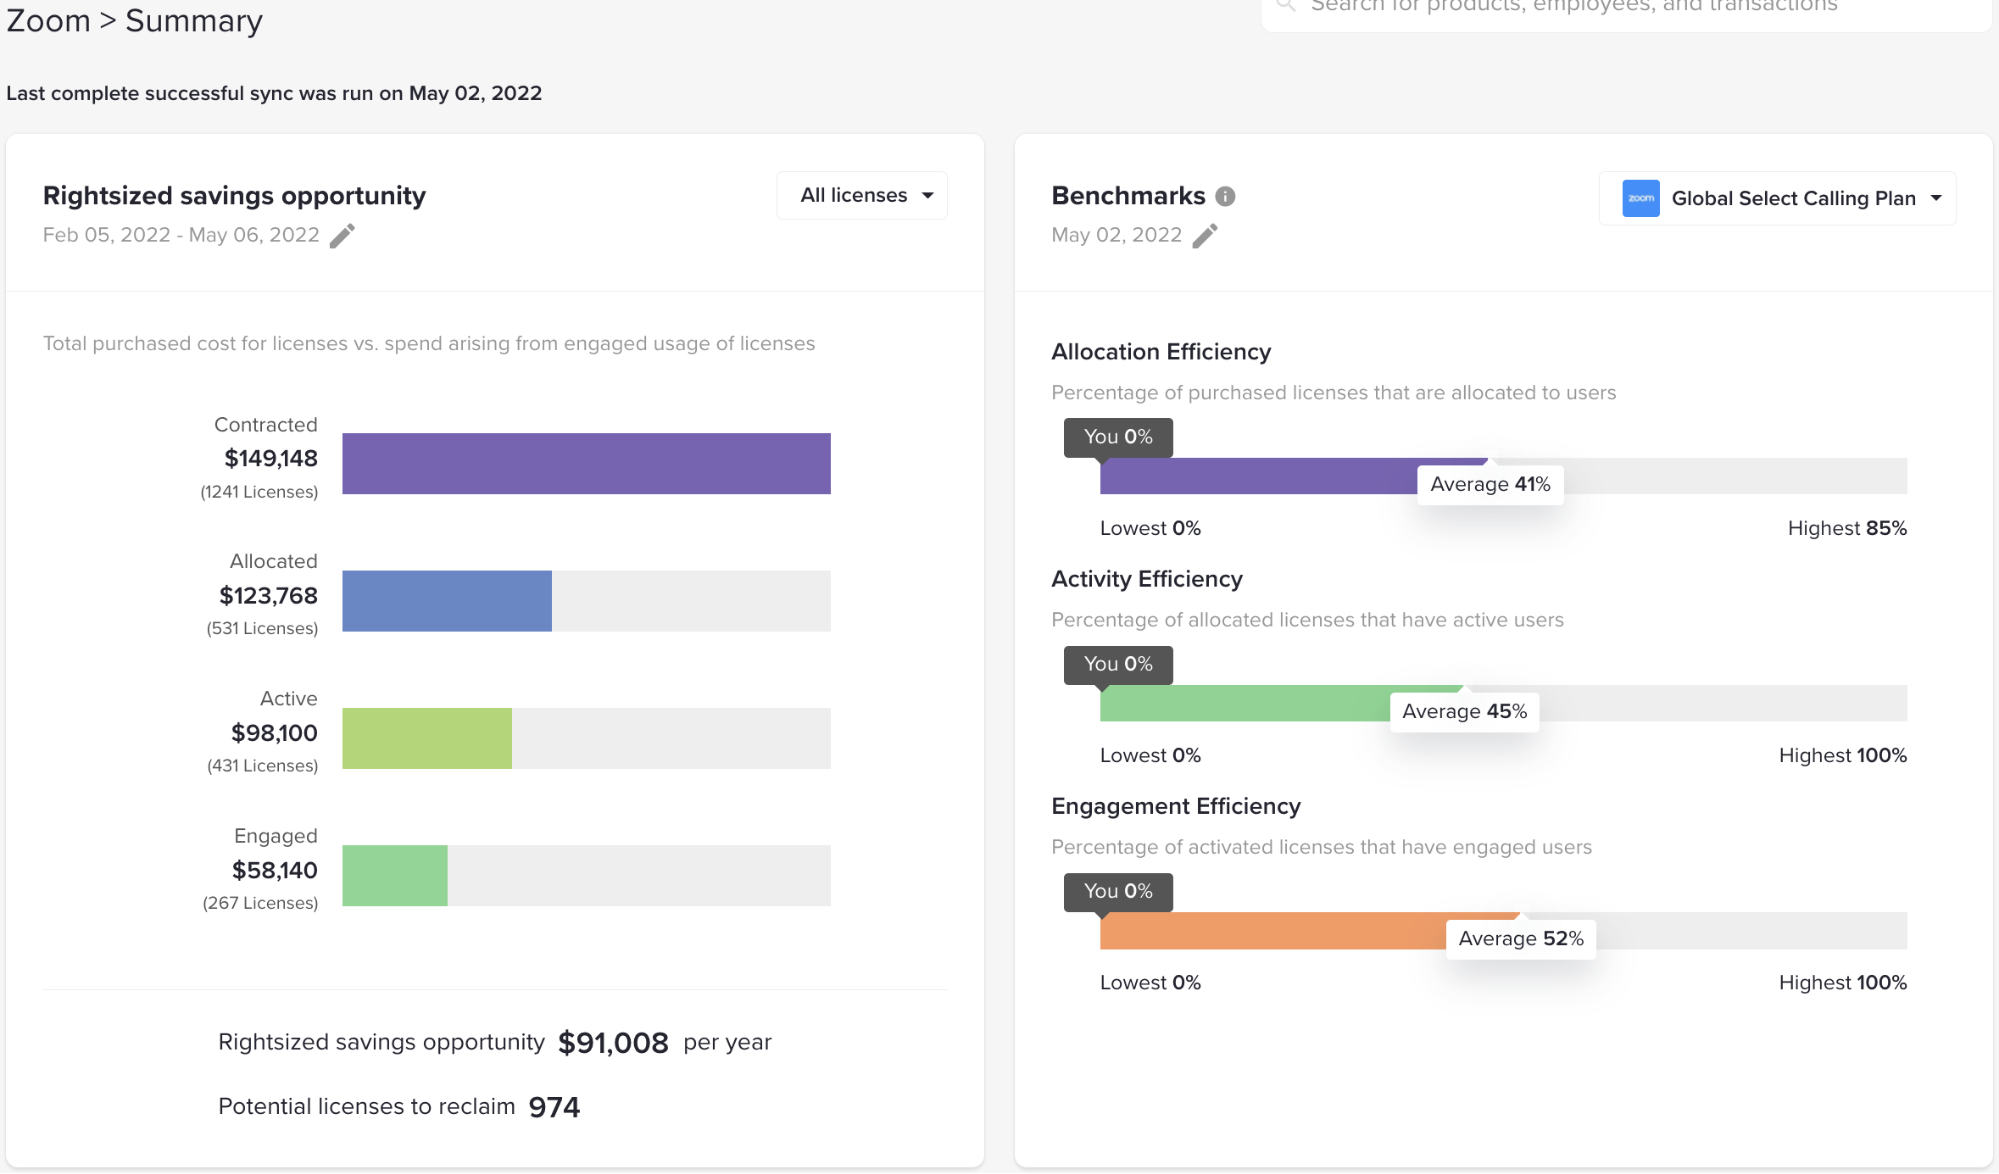 Zoom > Summary
Search for products, employees, and transactions
Last complete successful sync was run on May 02, 2022
Rightsized savings opportunity
All licenses
Feb 05, 2022 - May 06, 2022
Total purchased cost for licenses vs. spend arising from engaged usage of licenses
Contracted
$149,148
(1241 Licenses)
Allocated
$123,768
(531 Licenses)
Active
$98,100
(431 Licenses)
Engaged
$58,140
(267 Licenses)
Rightsized savings opportunity $91,008 per year
Potential licenses to reclaim 974
Benchmarks
zoom Global Select Calling Plan
May 02, 2022
Allocation Efficiency
Percentage of purchased licenses that are allocated to users
You 0%
Average 41%
Lowest 0% Highest 85%
Activity Efficiency
Percentage of allocated licenses that have active users
You 0%
Average 45%
Lowest 0% Highest 100%
Engagement Efficiency
Percentage of activated licenses that have engaged users
You 0%
Average 52%
Lowest 0% Highest 100%